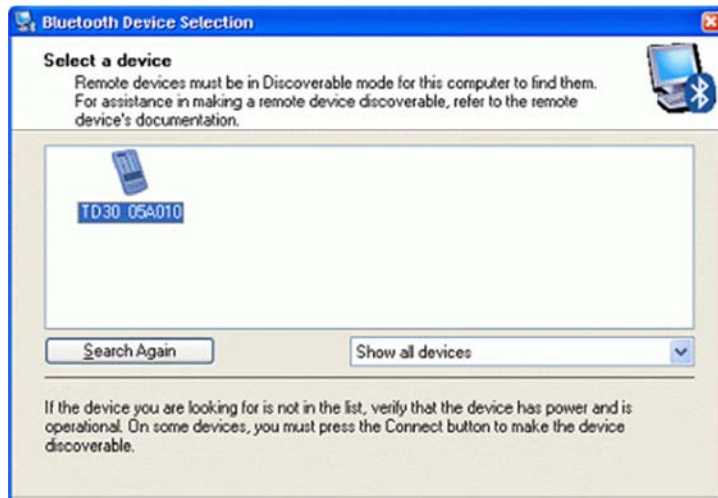 Bluetooth Device Selection
Select a device
Remote devices must be in Discoverable mode for this computer to find them.
For assistance in making a remote device discoverable, refer to the remote
device's documentation.
TD30 05A010
Search Again
Show all devices
If the device you are looking for is not in the list, verify that the device has power and is
operational. On some devices, you must press the Connect button to make the device
discoverable.